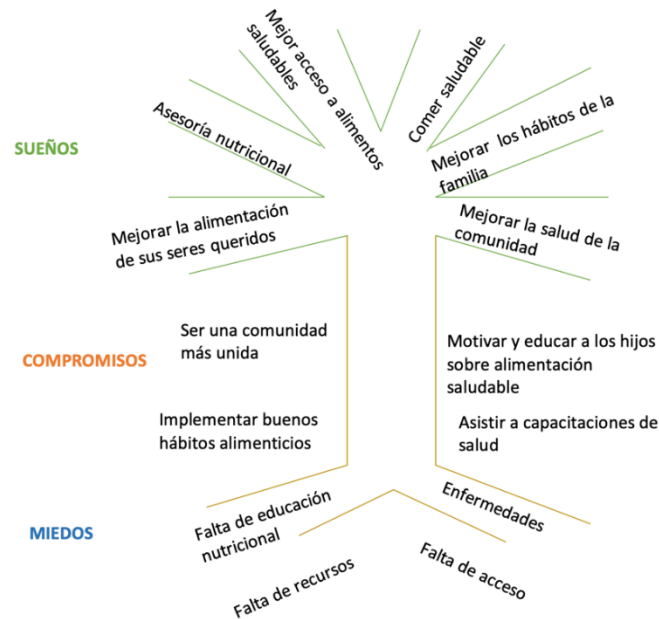 Mejor acceso a alimentos
saludables
Comer saludable
SUEÑOS
Asesoría nutricional
Mejorar los hábitos de la
familia
Mejorar la alimentación
de sus seres queridos
Mejorar la salud de la
comunidad
COMPROMISOS
Ser una comunidad
más unida
Motivar y educar a los hijos
sobre alimentación
saludable
Implementar buenos
hábitos alimenticios
Asistir a capacitaciones de
salud
MIEDOS
Falta de educación
nutricional
Enfermedades
Falta de recursos
Falta de acceso